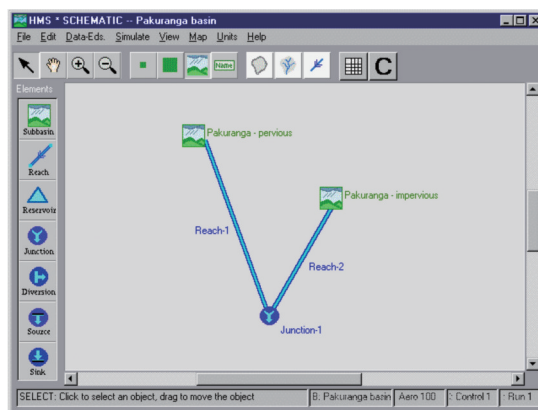 HMS * SCHEMATIC -- Pakuranga basin
File Edit Data-Eds. Simulate View Map Units Help
Name
C
Elements
Subbasin
Reach
Reservoir
Junction
Diversion
Source
Sink
Pakuranga - pervious
Pakuranga - impervious
Reach-1
Reach-2
Junction-1
SELECT: Click to select an object, drag to move the object
B: Pakuranga basin
Aero 100
C: Control 1
Run 1